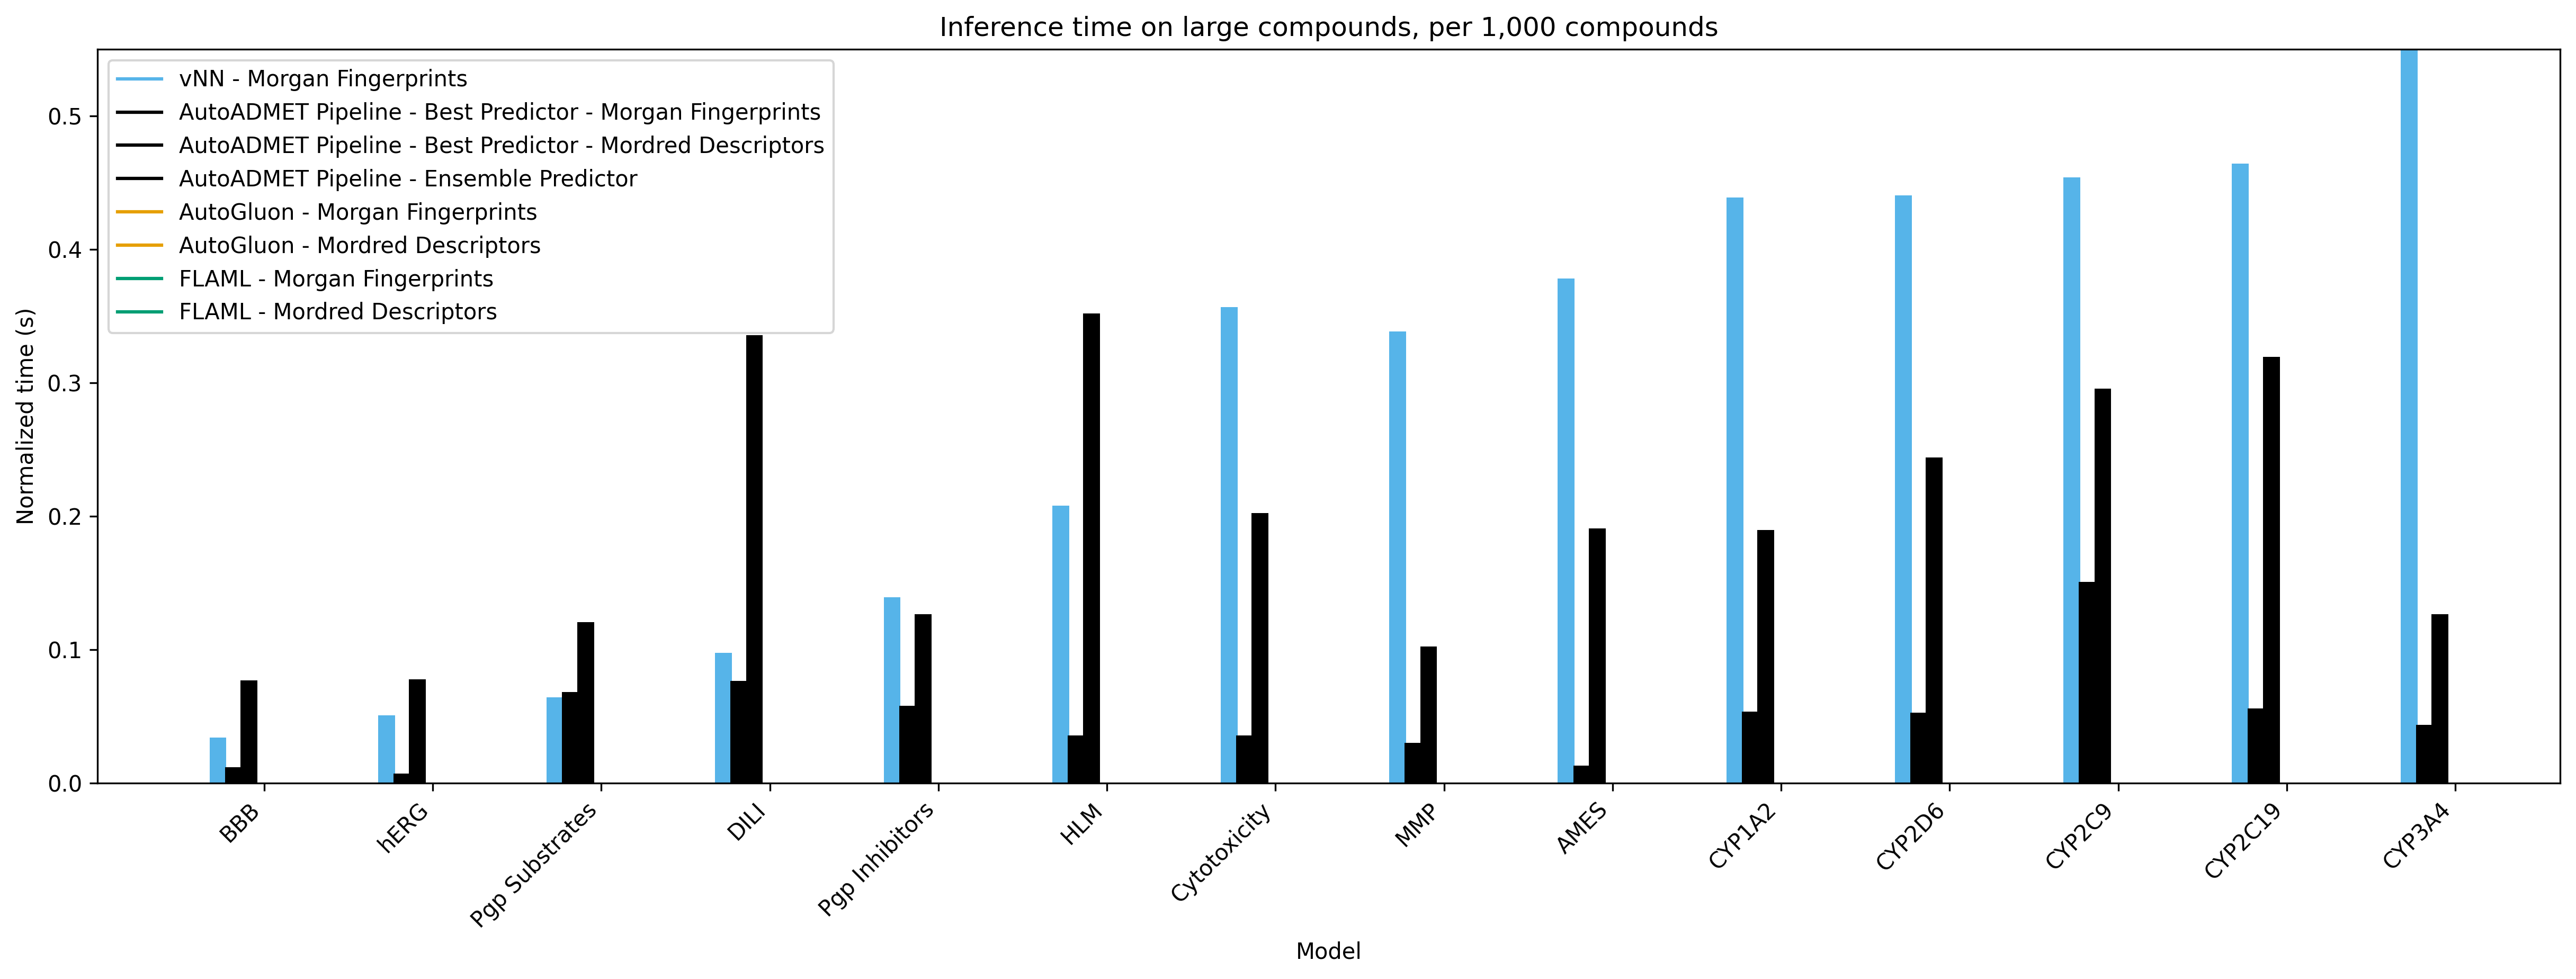 Inference time on large compounds, per 1,000 compounds
vNN - Morgan Fingerprints
AutoADMET Pipeline - Best Predictor - Morgan Fingerprints
AutoADMET Pipeline - Best Predictor - Mordred Descriptors
AutoADMET Pipeline - Ensemble Predictor
AutoGluon - Morgan Fingerprints
AutoGluon - Mordred Descriptors
FLAML - Morgan Fingerprints
FLAML - Mordred Descriptors
Normalized time (s)
0.5
0.4
0.3
0.2
0.1
0.0
BBB
hERG
Pgp Substrates
DILI
Pgp Inhibitors
HLM
Cytotoxicity
MMP
AMES
CYP1A2
CYP2D6
CYP2C9
CYP2C19
CYP3A4
Model